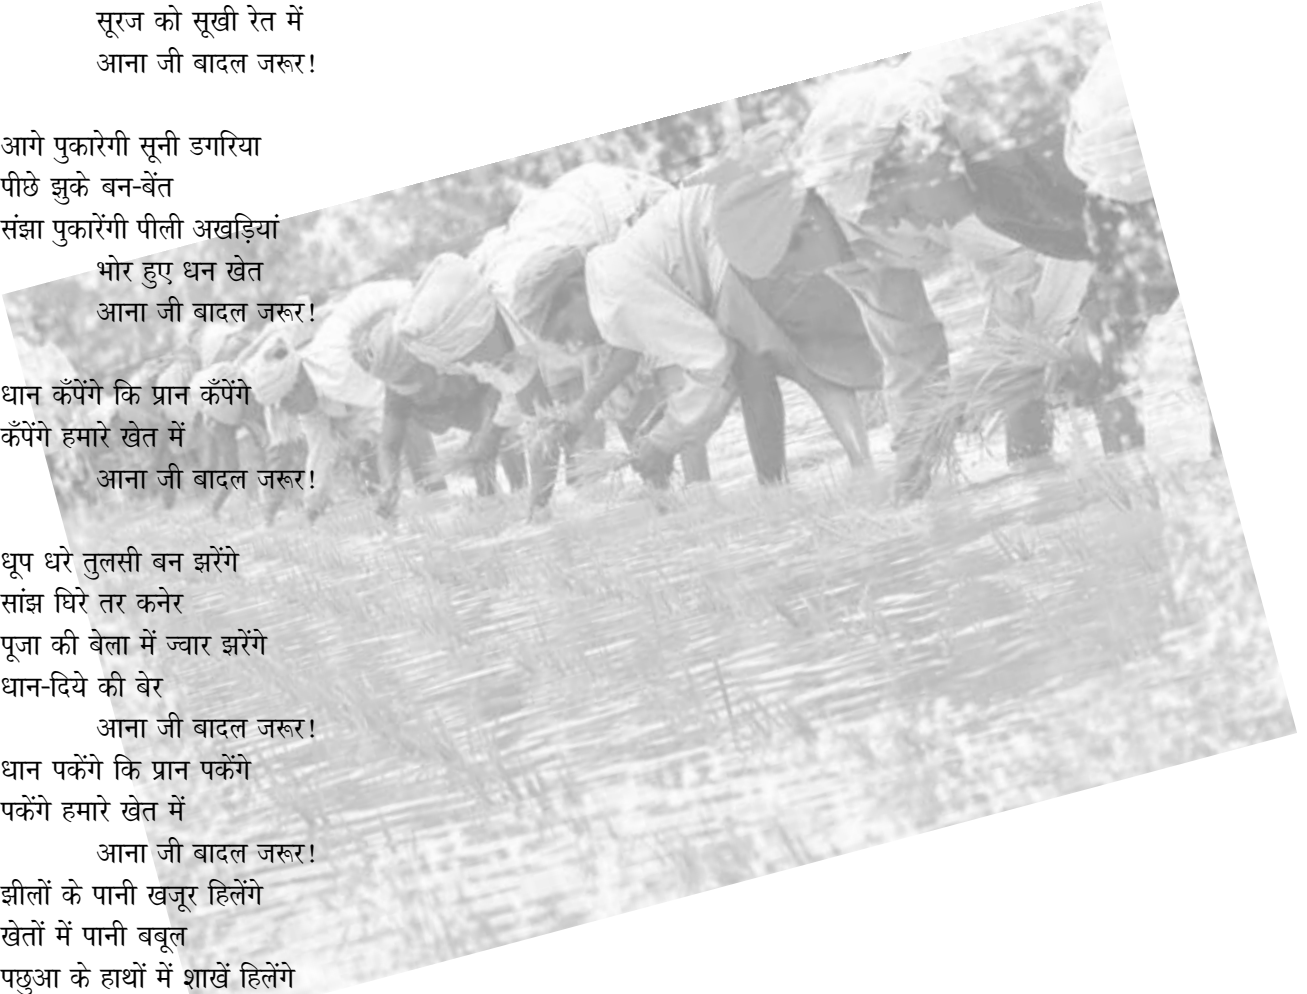 सूरज को सूखी रेत में
आना जी बादल जरूर!
आगे पुकारेगी सूनी डगरिया
पीछे झुके बन-बेंत
संझा पुकारेंगी पीली अखड़ियां
भोर हुए धन खेत
आना जी बादल जरूर!
धान कँपेंगे कि प्रान कँपेंगे
कँपेंगे हमारे खेत में
आना जी बादल जरूर!
धूप धरे तुलसी बन झरेंगे
सांझ घिरे तर कनेर
पूजा की बेला में ज्वार झरेंगे
धान-दिये की बेर
आना जी बादल जरूर!
धान पकेंगे कि प्रान पकेंगे
पकेंगे हमारे खेत में
आना जी बादल जरूर!
झीलों के पानी खजूर हिलेंगे
खेतों में पानी बबूल
पछुआ के हाथों में शाखें हिलेंगे